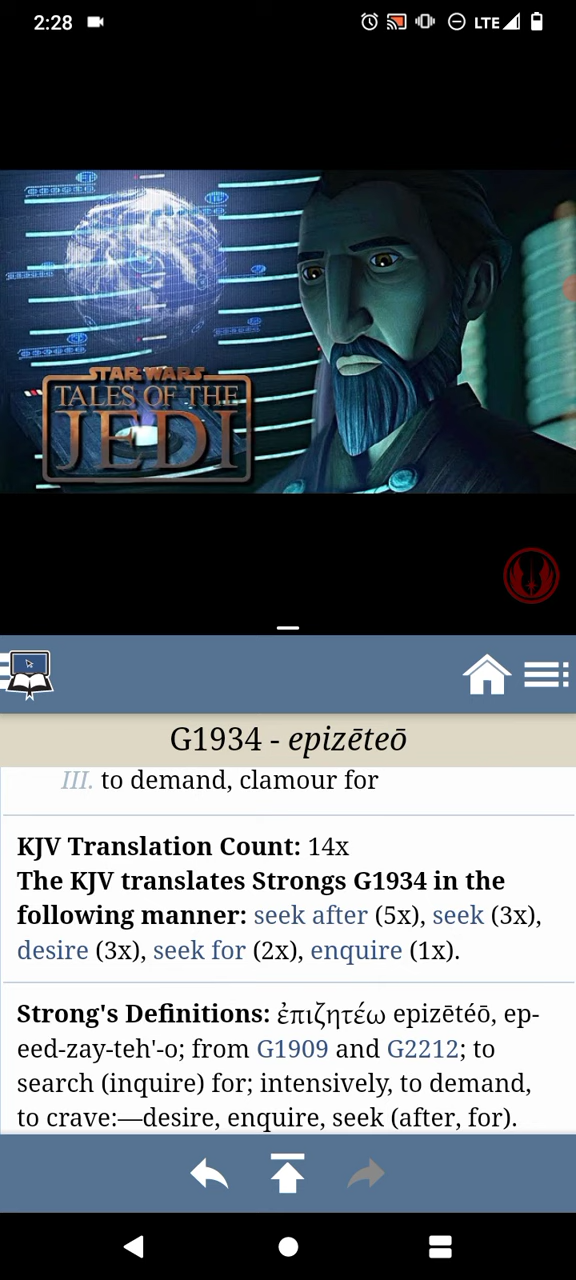 2:28
LTE
STAR WARS
TALES OF THE
JEDI
G1934 - epizēteō
III. to demand, clamour for
KJV Translation Count: 14x
The KJV translates Strongs G1934 in the
following manner: seek after (5x), seek (3x),
desire (3x), seek for (2x), enquire (1x).
Strong's Definitions: ἐπιζητέω epizētéō, ep-
eed-zay-teh'-o; from G1909 and G2212; to
search (inquire) for; intensively, to demand,
to crave:—desire, enquire, seek (after, for).